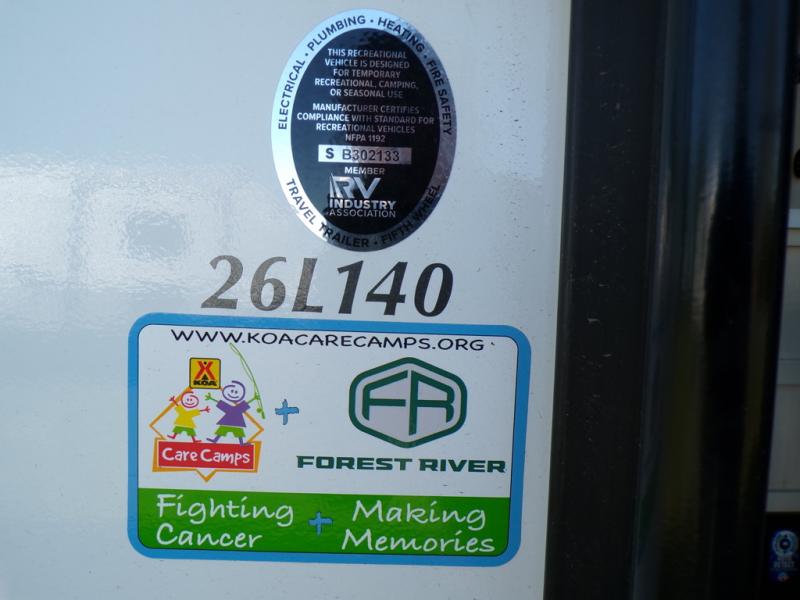 ELECTRICAL • PLUMBING • HEATING • FIRE SAFETY
THIS RECREATIONAL
VEHICLE IS DESIGNED
FOR TEMPORARY
RECREATIONAL, CAMPING,
OR SEASONAL USE
MANUFACTURER CERTIFIES
COMPLIANCE WITH STANDARD FOR
RECREATIONAL VEHICLES
NFPA 1192
S B302133
MEMBER
RV
INDUSTRY
ASSOCIATION
TRAVEL TRAILER • FIFTH WHEEL
26L140
WWW.KOACARECAMPS.ORG
KOA
Care Camps
+
FR
FOREST RIVER
Fighting + Making
Cancer Memories